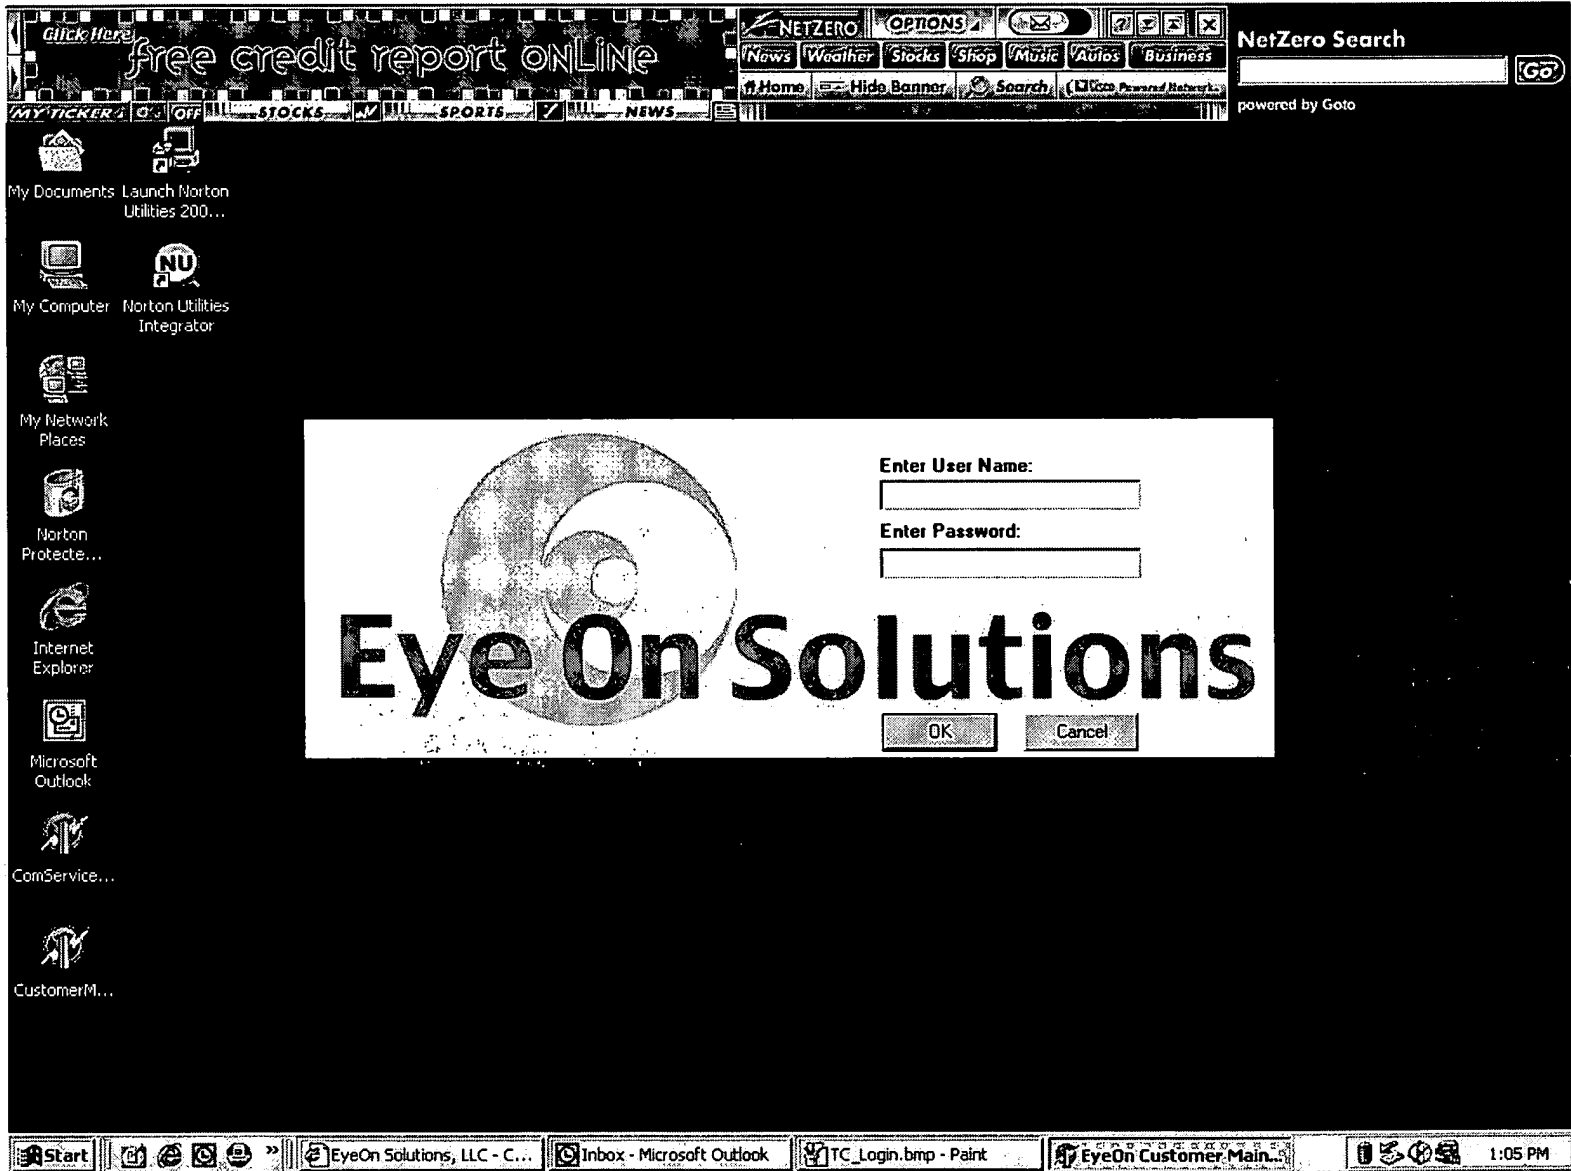 Click Here
free credit report onLine
NETZERO OPTIONS
News Weather Stocks Shop Music Autos Business
Home Hide Banner Search Cisco Powered Network.
NetZero Search
Go
powered by Goto
MY TICKER OFF STOCKS SPORTS NEWS
My Documents
Launch Norton
Utilities 200...
My Computer
NU
Norton Utilities
Integrator
My Network
Places
Norton
Protecte...
Internet
Explorer
Microsoft
Outlook
ComService...
CustomerM...
Enter User Name:
Enter Password:
Eye On Solutions
OK Cancel
Start » EyeOn Solutions, LLC - C... Inbox - Microsoft Outlook TC_Login.bmp - Paint EyeOn Customer Main... 1:05 PM